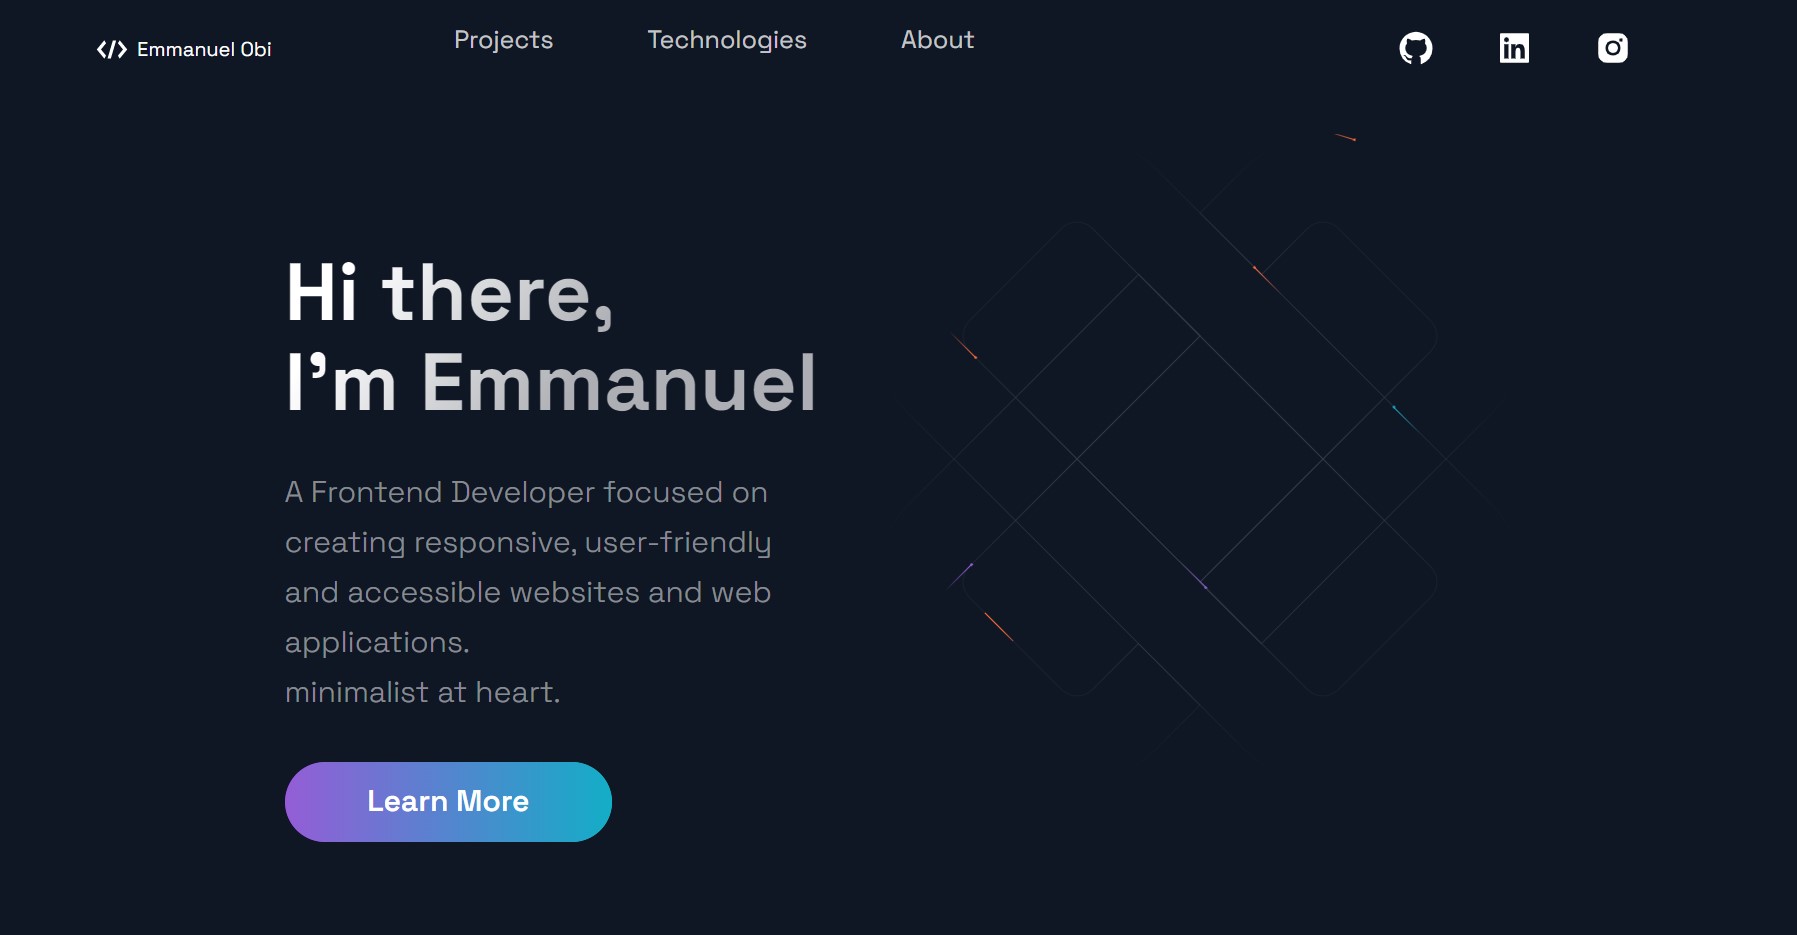 Emmanuel Obi
Projects
Technologies
About
Hi there,
I’m Emmanuel
A Frontend Developer focused on
creating responsive, user-friendly
and accessible websites and web
applications.
minimalist at heart.
Learn More